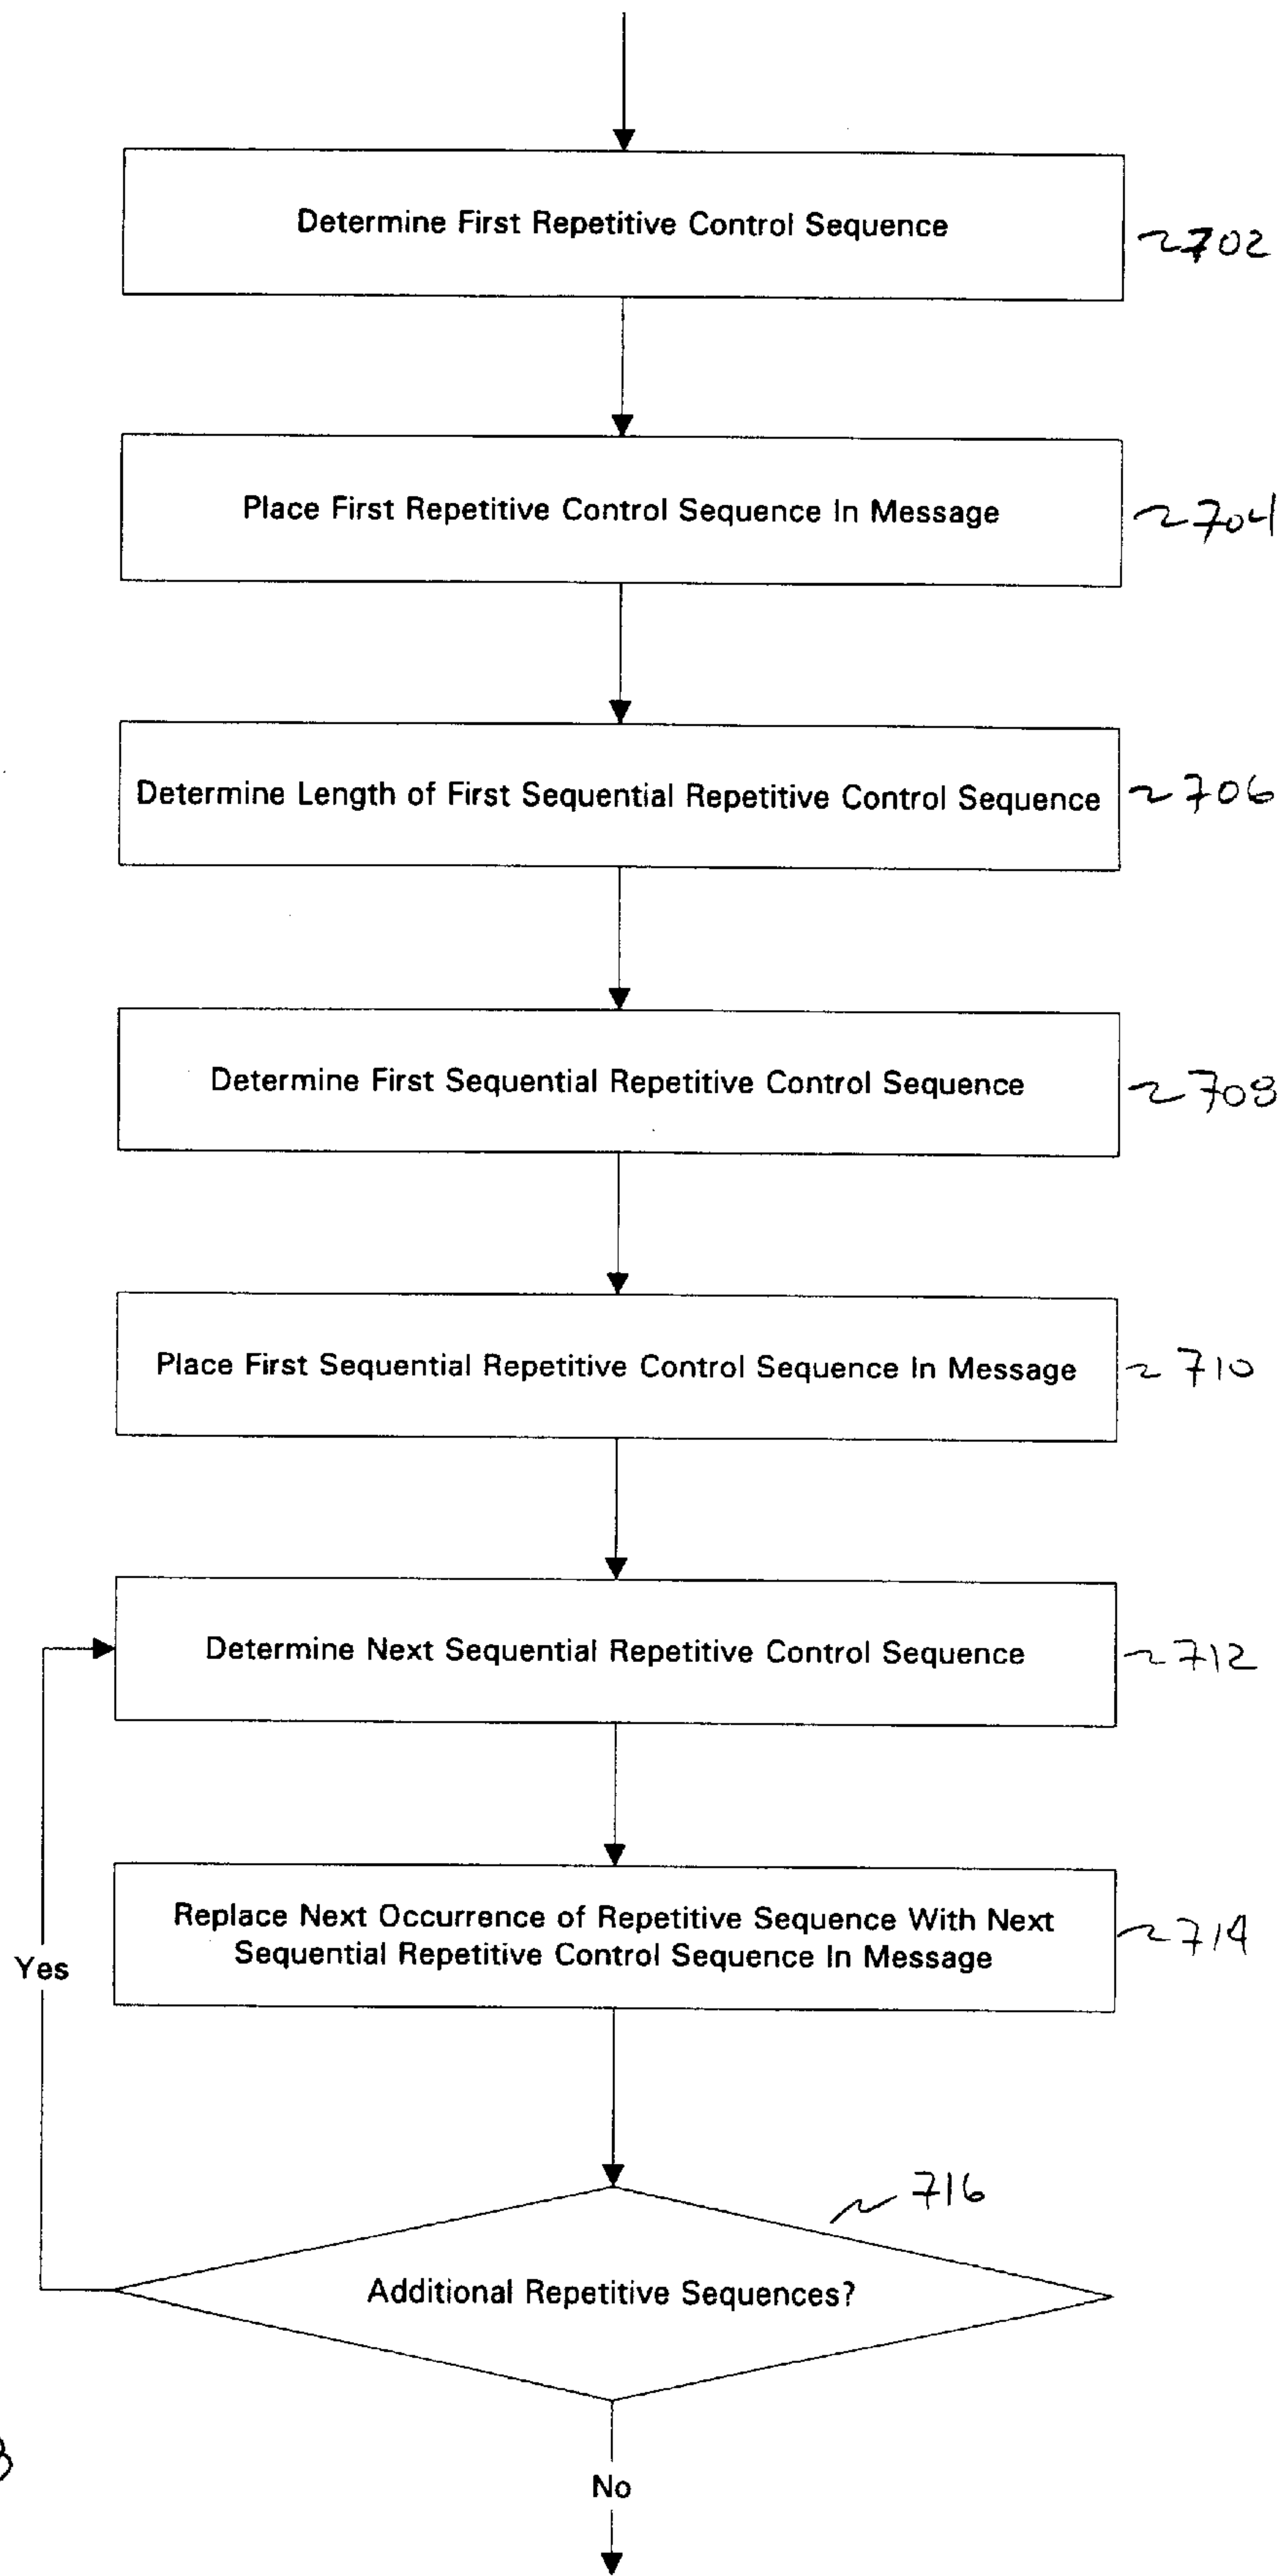 Determine First Repetitive Control Sequence
702
Place First Repetitive Control Sequence In Message
704
Determine Length of First Sequential Repetitive Control Sequence
706
Determine First Sequential Repetitive Control Sequence
708
Place First Sequential Repetitive Control Sequence In Message
710
Determine Next Sequential Repetitive Control Sequence
712
Replace Next Occurrence of Repetitive Sequence With Next
Sequential Repetitive Control Sequence In Message
714
Yes
716
Additional Repetitive Sequences?
No